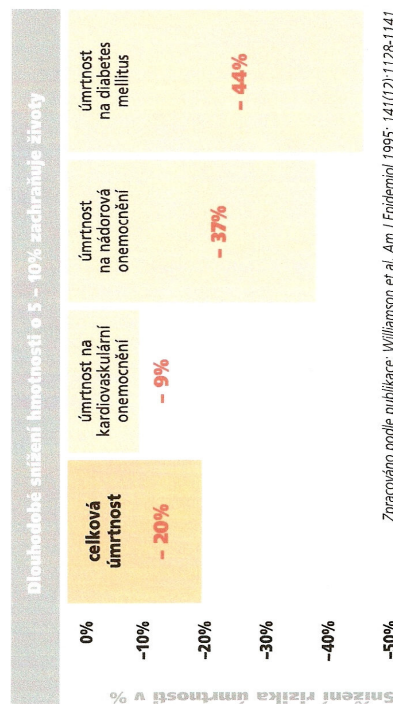 Dlouhodobé snížení hmotnosti o 5 – 10% zachraňuje životy
Snížení rizika úmrtnosti v %
0%
-10%
-20%
-30%
-40%
-50%
celková
úmrtnost
– 20%
úmrtnost na
kardiovaskulární
onemocnění
– 9%
úmrtnost
na nádorová
onemocnění
– 37%
úmrtnost
na diabetes
mellitus
– 44%
Zpracováno podle publikace: Williamson et al. Am J Epidemiol 1995; 141(12):1128-1141